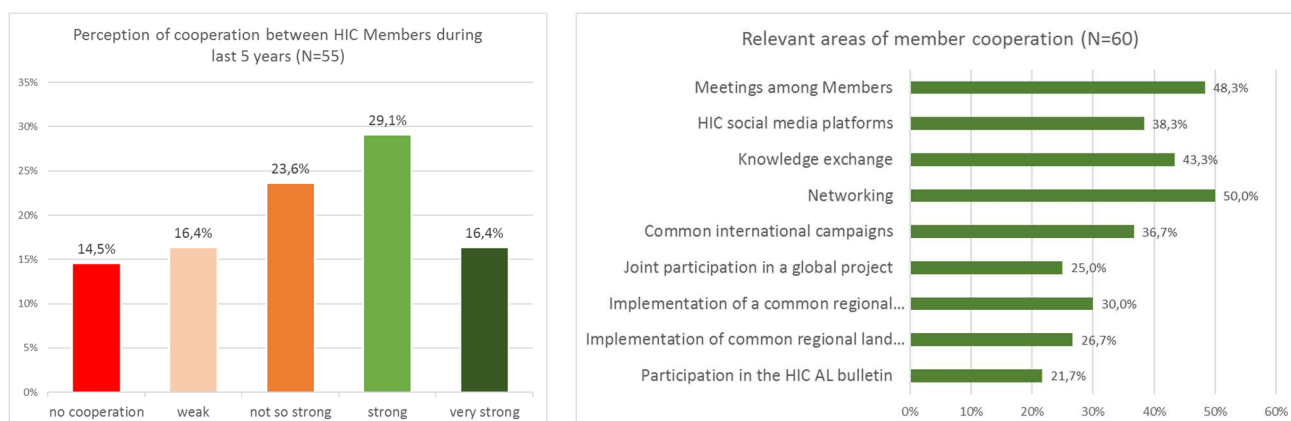 Perception of cooperation between HIC Members during
last 5 years (N=55)
35%
30%
25%
20%
15%
10%
5%
0%
14,5%
16,4%
23,6%
29,1%
16,4%
no cooperation
weak
not so strong
strong
very strong
Relevant areas of member cooperation (N=60)
Meetings among Members
48,3%
HIC social media platforms
38,3%
Knowledge exchange
43,3%
Networking
50,0%
Common international campaigns
36,7%
Joint participation in a global project
25,0%
Implementation of a common regional...
30,0%
Implementation of common regional land...
26,7%
Participation in the HIC AL bulletin
21,7%
0%
10%
20%
30%
40%
50%
60%